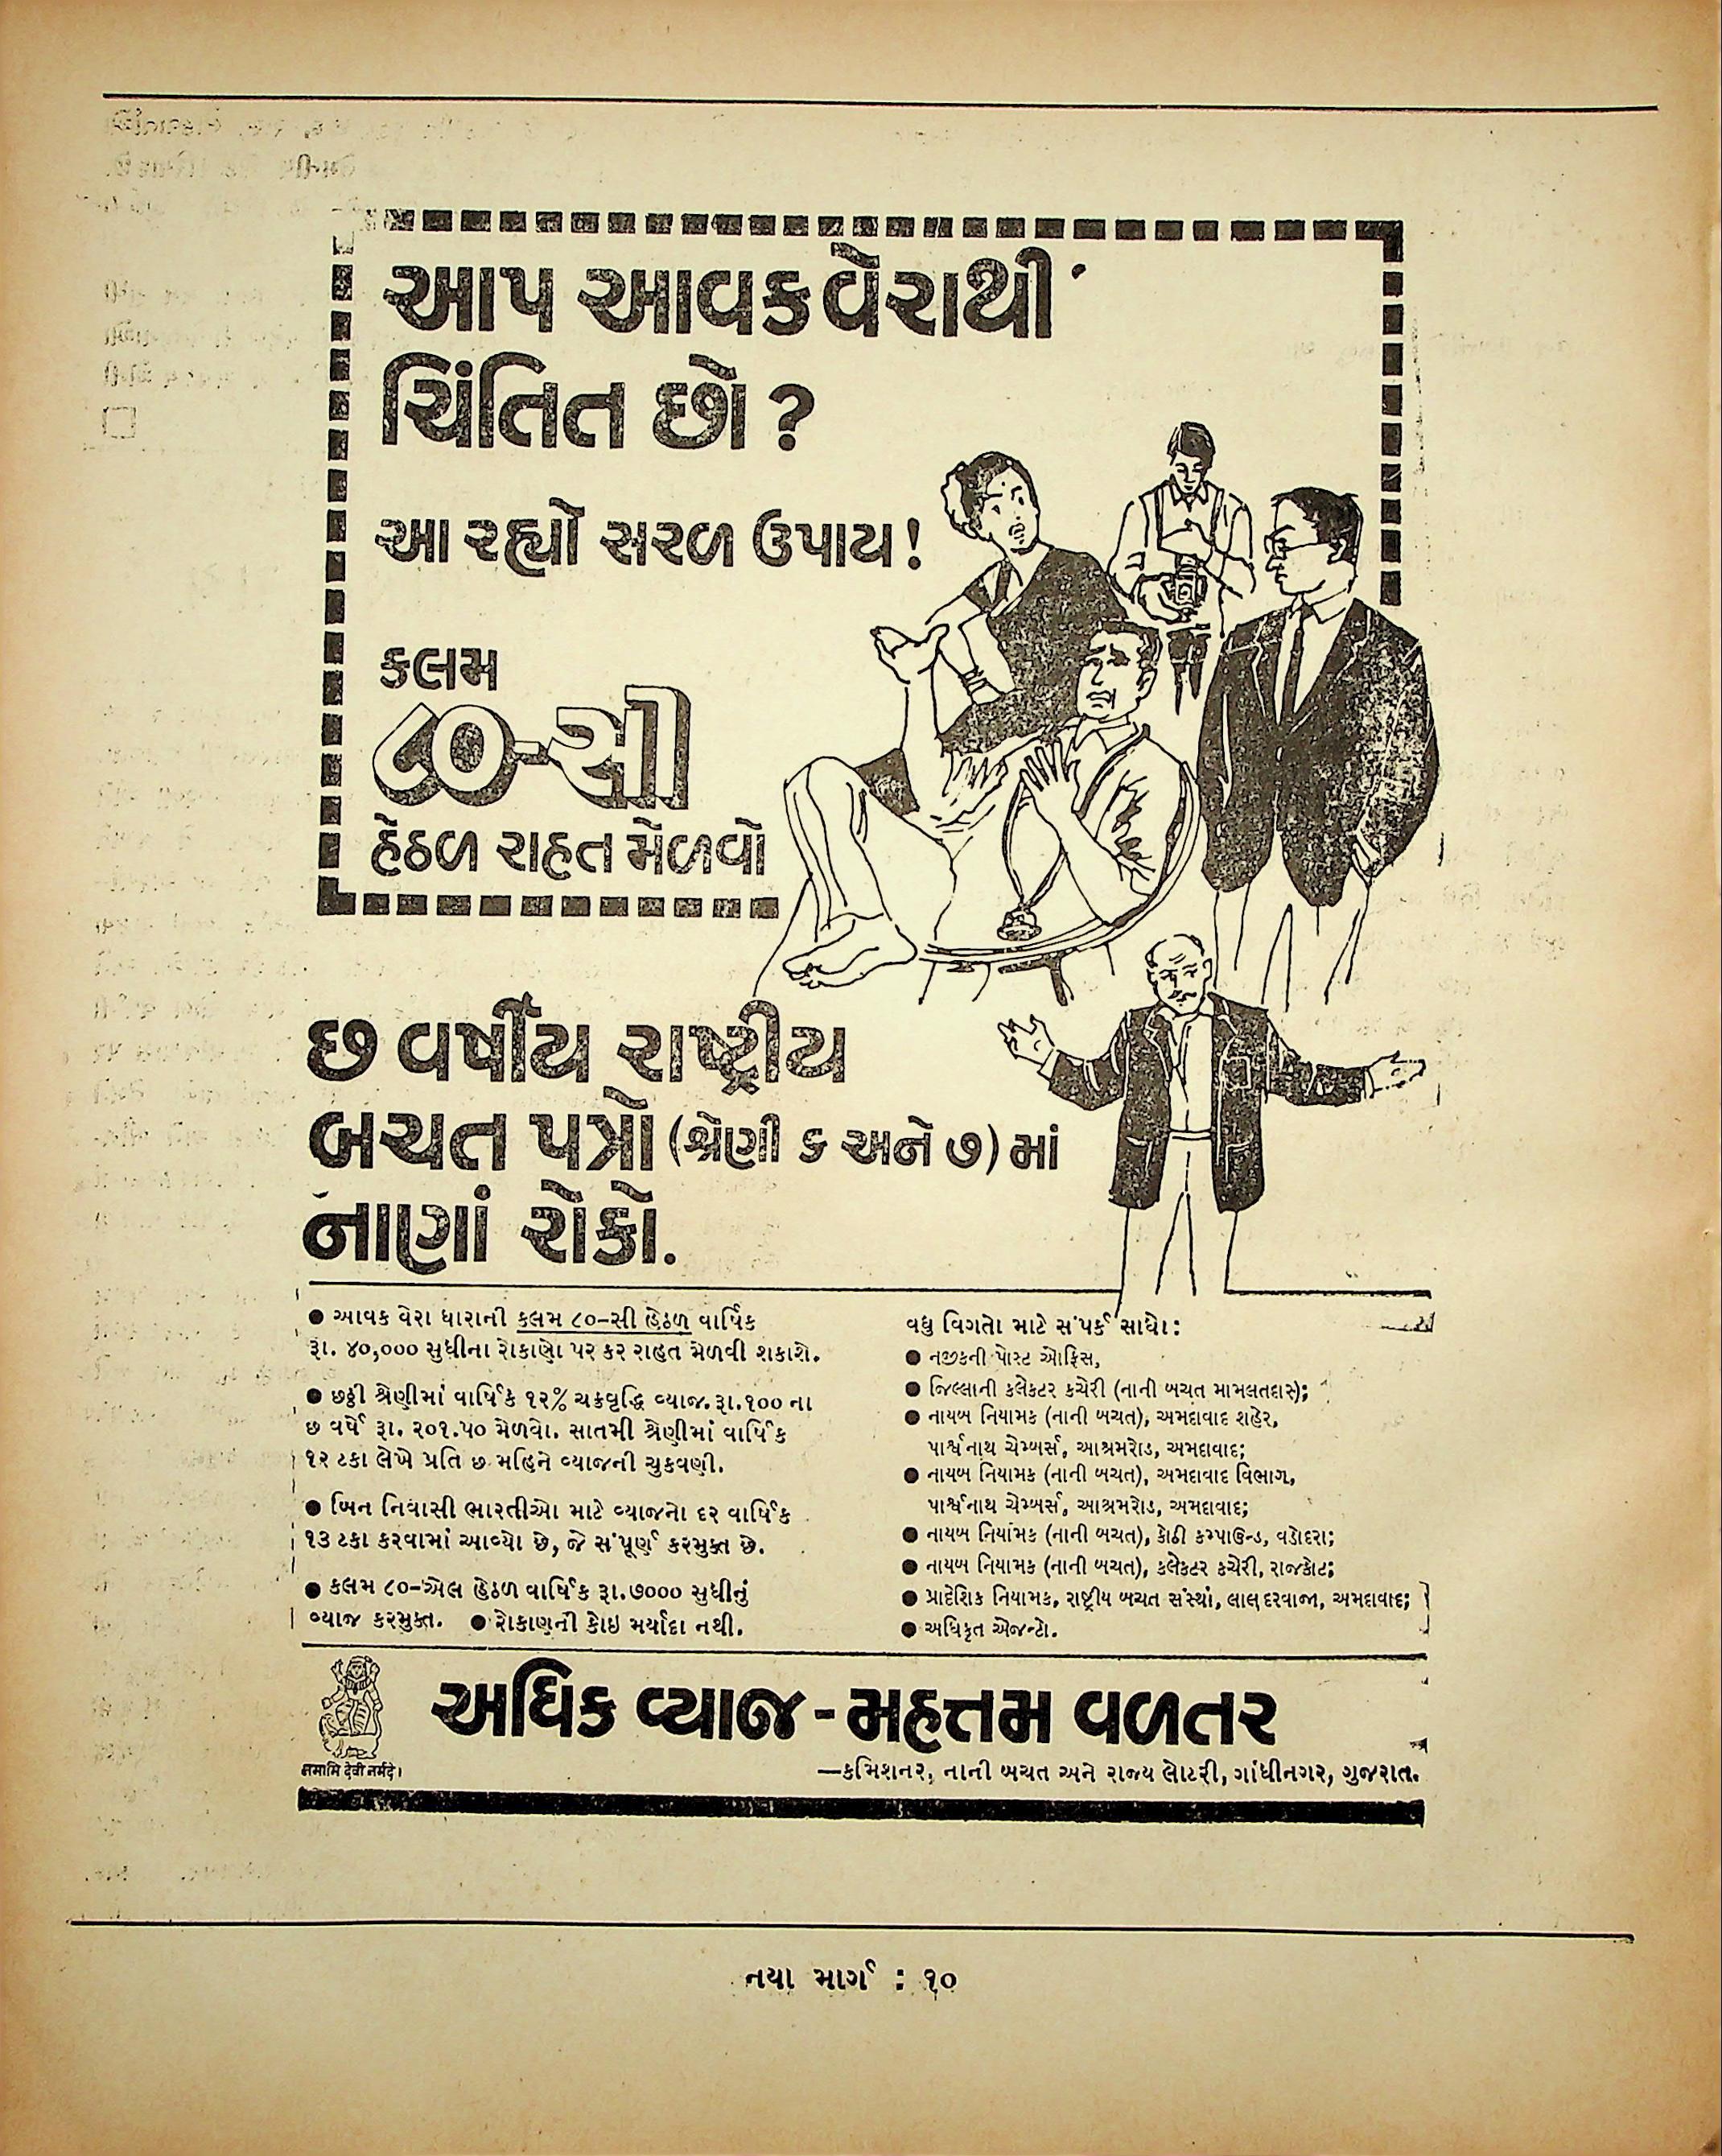 આપ આવકવેરાથી
ચિંતિત છો ?
આ રહ્યો સરળ ઉપાય !
કલમ
૮૦-સી
હેઠળ રાહત મેળવો
છ વર્ષીય રાષ્ટ્રીય
બચત પત્રો (શ્રેણી ૬ અને ૭) માં
નાણાં રોકો.
● આવક વેરા ધારાની કલમ ૮૦-સી હેઠળ વાર્ષિક
રૂા. ૪૦,૦૦૦ સુધીના રોકાણો પર કર રાહત મેળવી શકાશે.
● છઠ્ઠી શ્રેણીમાં વાર્ષિક ૧૨% ચક્રવૃદ્ધિ વ્યાજ. રૂા.૧૦૦ ના
છ વર્ષે રૂા. ૨૦૧.૫૦ મેળવો. સાતમી શ્રેણીમાં વાર્ષિક
૧૨ ટકા લેખે પ્રતિ છ મહિને વ્યાજની ચુકવણી.
● બિન નિવાસી ભારતીઓ માટે વ્યાજનો દર વાર્ષિક
૧૩ ટકા કરવામાં આવ્યો છે, જે સંપૂર્ણ કરમુક્ત છે.
● કલમ ૮૦-એલ હેઠળ વાર્ષિક રૂા.૭૦૦૦ સુધીનું
વ્યાજ કરમુક્ત. ● રોકાણની કોઇ મર્યાદા નથી.
વધુ વિગતો માટે સંપર્ક સાધો :
● નજીકની પોસ્ટ ઓફિસ,
● જિલ્લાની કલેક્ટર કચેરી (નાની બચત મામલતદાર);
● નાયબ નિયામક (નાની બચત), અમદાવાદ શહેર,
પાર્શ્વનાથ ચેમ્બર્સ, આશ્રમરોડ, અમદાવાદ;
● નાયબ નિયામક (નાની બચત), અમદાવાદ વિભાગ,
પાર્શ્વનાથ ચેમ્બર્સ, આશ્રમરોડ, અમદાવાદ;
● નાયબ નિયામક (નાની બચત), કોઠી કમ્પાઉન્ડ, વડોદરા;
● નાયબ નિયામક (નાની બચત), કલેકટર કચેરી, રાજકોટ;
● પ્રાદેશિક નિયામક, રાષ્ટ્રીય બચત સંસ્થાં, લાલ દરવાજા, અમદાવાદ;
● અધિકૃત એજન્ટો.
અધિક વ્યાજ - મહત્તમ વળતર
નમામિ દેવી નર્મદે।
—કમિશનર, નાની બચત અને રાજ્ય લોટરી, ગાંધીનગર, ગુજરાત.
નયા માર્ગ : ૧૦